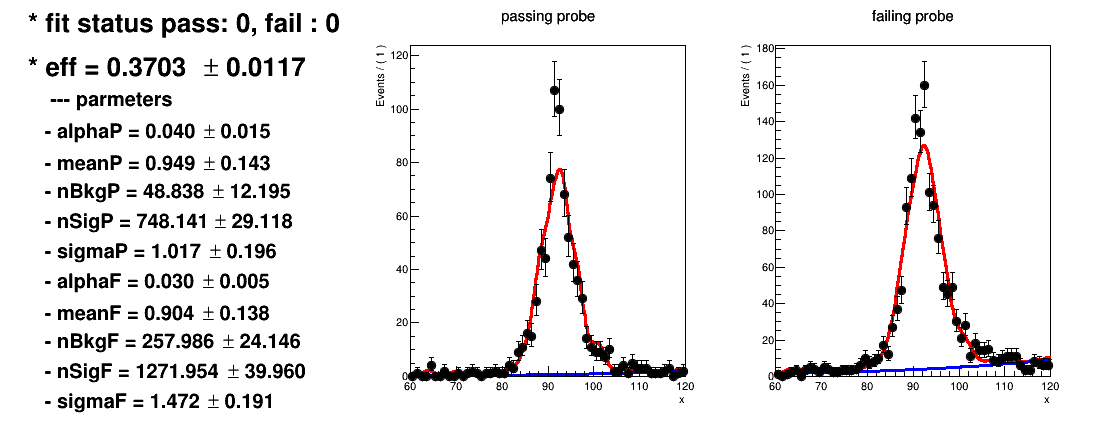 * fit status pass: 0, fail : 0
* eff = 0.3703 ± 0.0117
--- parmeters
- alphaP = 0.040 ± 0.015
- meanP = 0.949 ± 0.143
- nBkgP = 48.838 ± 12.195
- nSigP = 748.141 ± 29.118
- sigmaP = 1.017 ± 0.196
- alphaF = 0.030 ± 0.005
- meanF = 0.904 ± 0.138
- nBkgF = 257.986 ± 24.146
- nSigF = 1271.954 ± 39.960
- sigmaF = 1.472 ± 0.191
passing probe
Events / ( 1 )
120
100
80
60
40
20
0
60 70 80 90 100 110 120
x
failing probe
Events / ( 1 )
180
160
140
120
100
80
60
40
20
0
60 70 80 90 100 110 120
x